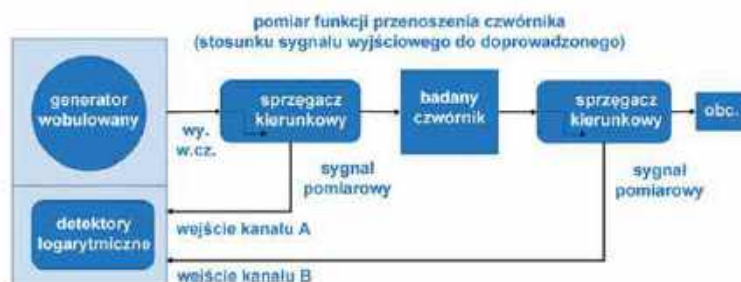 pomiar funkcji przenoszenia czwórnika
(stosunku sygnału wyjściowego do doprowadzonego)
generator
wobulowany
wy.
w.cz.
sprzęgacz
kierunkowy
badany
czwórnik
sprzęgacz
kierunkowy
obc.
sygnał
pomiarowy
sygnał
pomiarowy
detektory
logarytmiczne
wejście kanału A
wejście kanału B